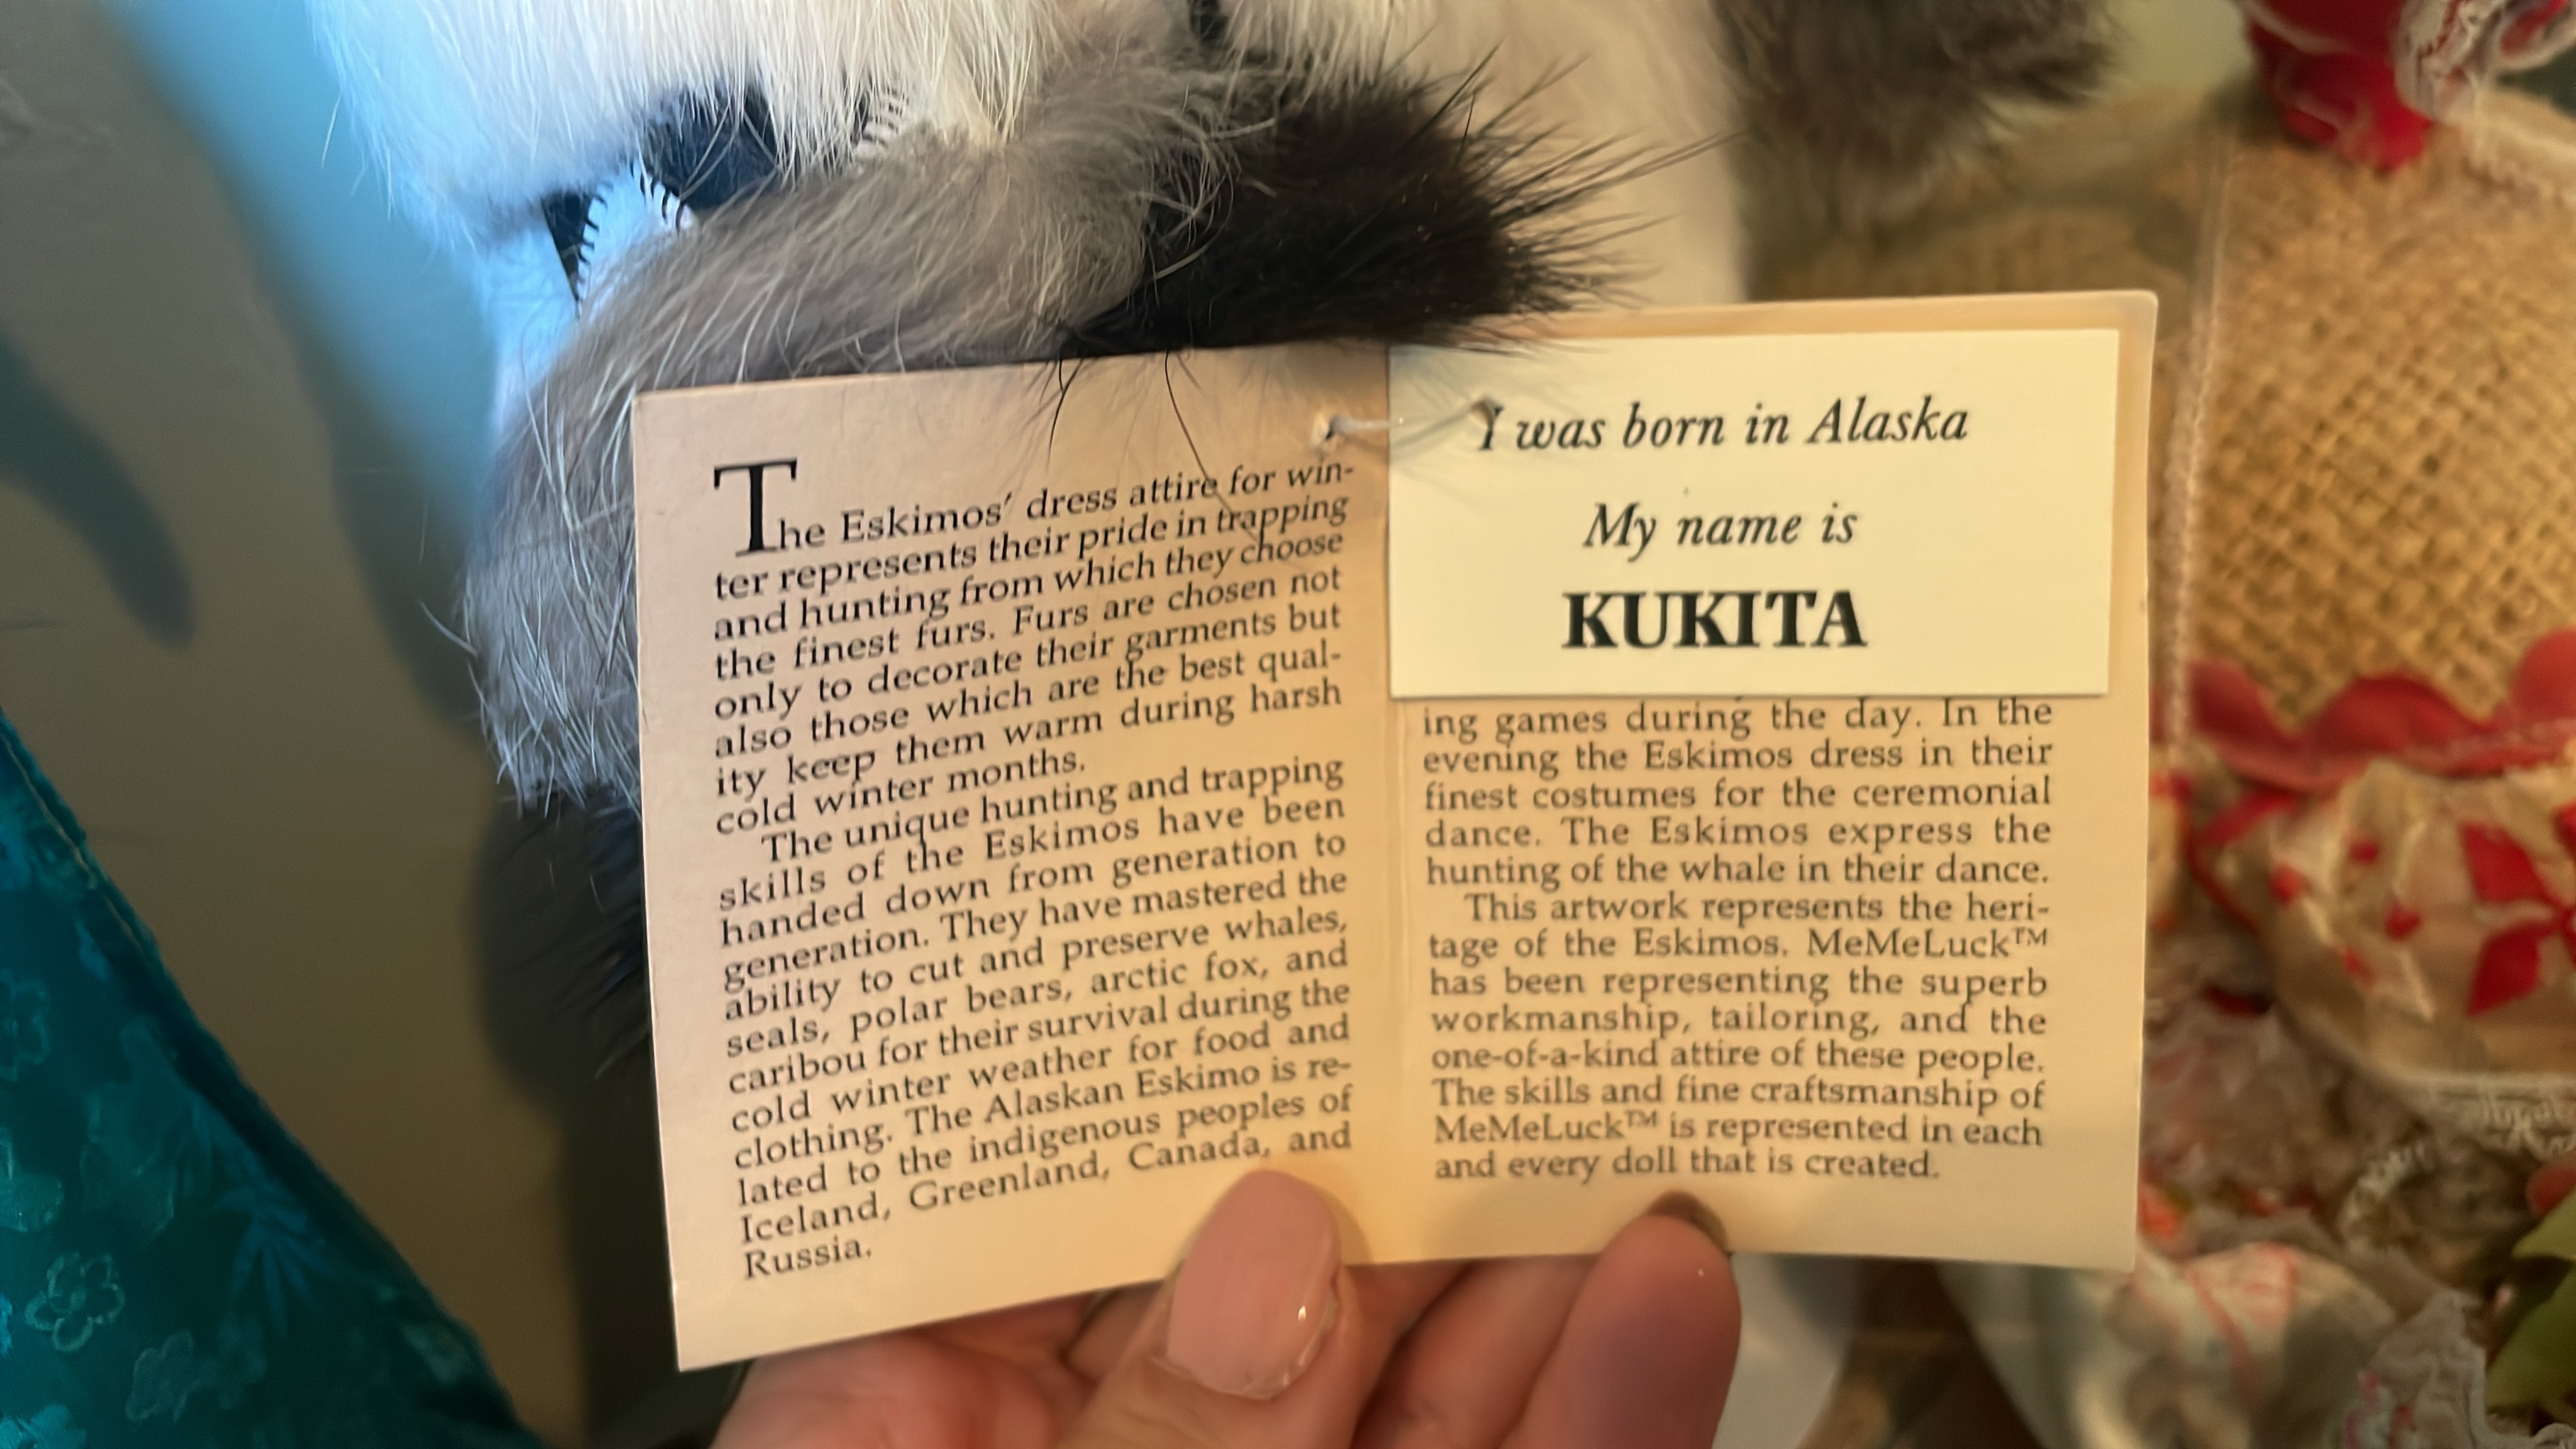 The Eskimos' dress attire for win-
ter represents their pride in trapping
and hunting from which they choose
the finest furs. Furs are chosen not
only to decorate their garments but
also those which are the best qual-
ity keep them warm during harsh
cold winter months.
The unique hunting and trapping
skills of the Eskimos have been
handed down from generation to
generation. They have mastered the
ability to cut and preserve whales,
seals, polar bears, arctic fox, and
caribou for their survival during the
cold winter weather for food and
clothing. The Alaskan Eskimo is re-
lated to the indigenous peoples of
Iceland, Greenland, Canada, and
Russia.
I was born in Alaska
My name is
KUKITA
ing games during the day. In the
evening the Eskimos dress in their
finest costumes for the ceremonial
dance. The Eskimos express the
hunting of the whale in their dance.
This artwork represents the heri-
tage of the Eskimos. MeMeLuck™
has been representing the superb
workmanship, tailoring, and the
one-of-a-kind attire of these people.
The skills and fine craftsmanship of
MeMeLuck™ is represented in each
and every doll that is created.